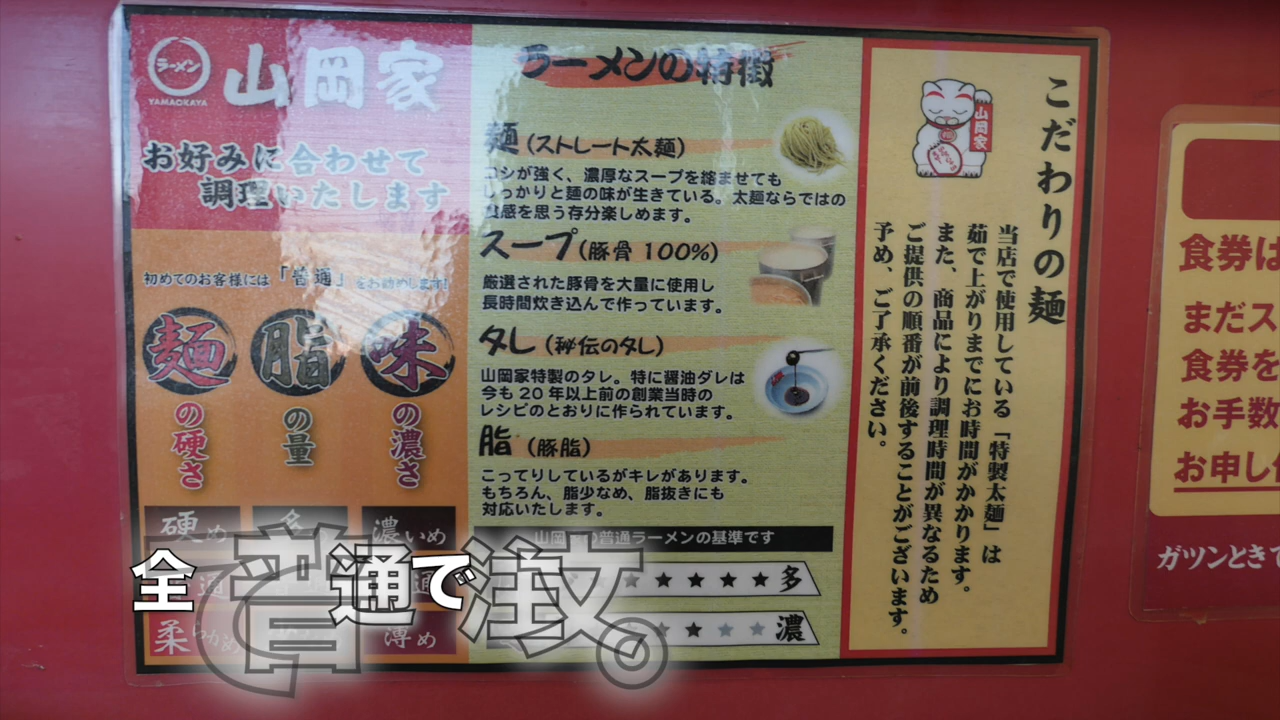 ラーメン
YAMAOKAYA
山岡家
お好みに合わせて
調理いたします
初めてのお客様には「普通」をお勧めします!
麺の硬さ
脂の量
味の濃さ
硬め
多
濃いめ
通
通
柔らかめ
薄め
ラーメンの特徴
麺(ストレート太麺)
コシが強く、濃厚なスープを絡ませても
しっかりと麺の味が生きている。太麺ならではの
食感を思う存分楽しめます。
スープ(豚骨 100%)
厳選された豚骨を大量に使用し
長時間炊き込んで作っています。
タレ(秘伝のタレ)
山岡家特製のタレ。特に醤油ダレは
今も20年以上前の創業当時の
レシピのとおりに作られています。
脂(豚脂)
こってりしているがキレがあります。
もちろん、脂少なめ、脂抜きにも
対応いたします。
山岡の普通ラーメンの基準です
★★★★★多
★★★★濃
山岡家
こだわりの麺
当店で使用している「特製太麺」は
茹で上がりまでにお時間がかかります。
また、商品により調理時間が異なるため
ご提供の順番が前後することがございます。
予め、ご了承ください。
食券は
まだス
食券を
お手数
お申し
ガツンとき
全普通で注文。